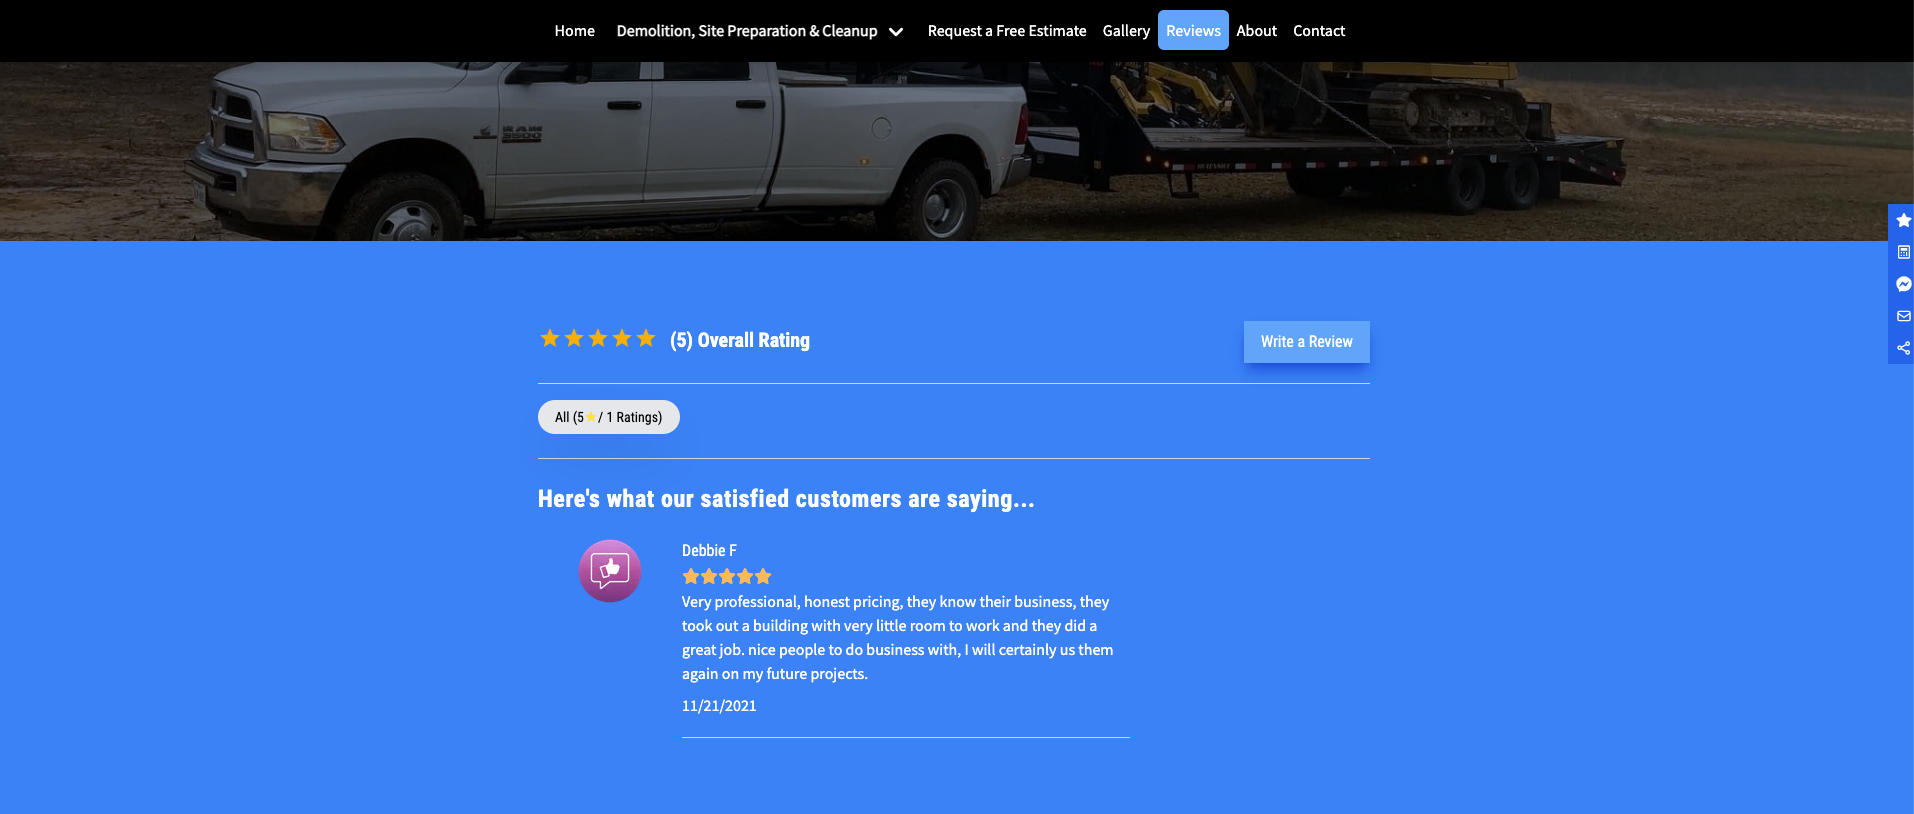 Home Demolition, Site Preparation & Cleanup Request a Free Estimate Gallery Reviews About Contact
RAM
3500
(5) Overall Rating
Write a Review
All (5 / 1 Ratings)
Here's what our satisfied customers are saying...
Debbie F
Very professional, honest pricing, they know their business, they
took out a building with very little room to work and they did a
great job. nice people to do business with, I will certainly us them
again on my future projects.
11/21/2021